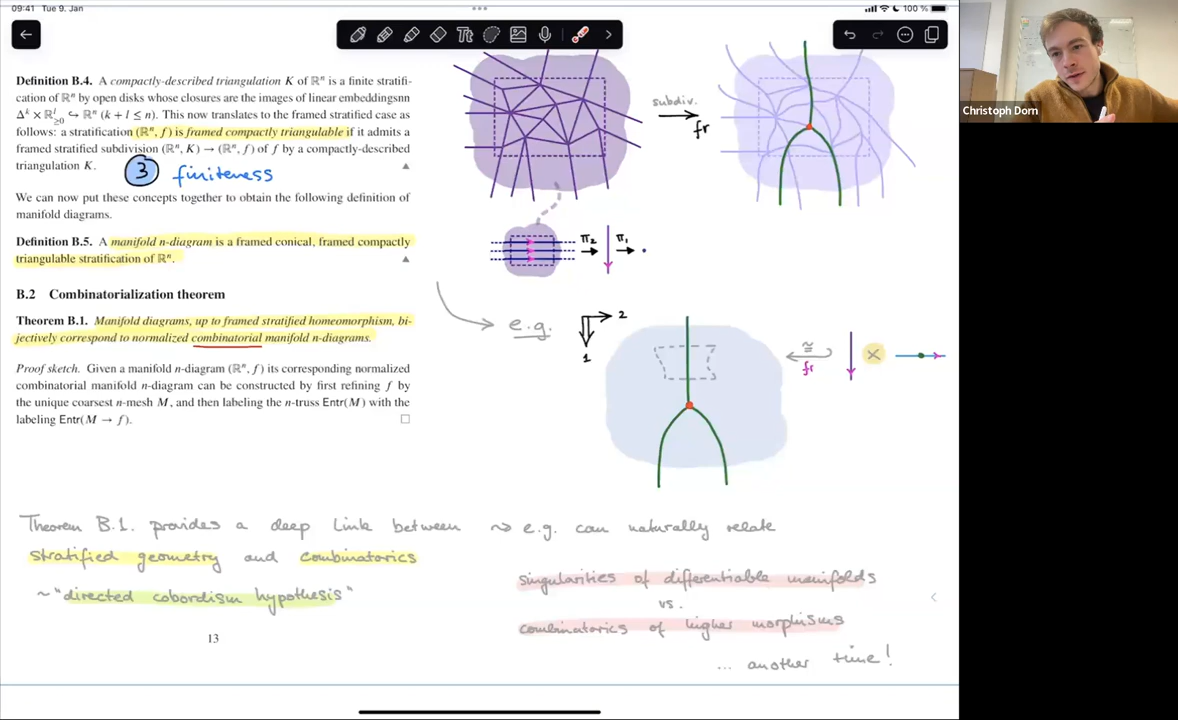 09:41 Tue 9. Jan
100 %
Christoph Dorn
Definition B.4. A compactly-described triangulation K of ℝⁿ is a finite stratifi-
cation of ℝⁿ by open disks whose closures are the images of linear embeddingsnn
Δᵏ × ℝˡ≥0 ↪ ℝⁿ (k + l ≤ n). This now translates to the framed stratified case as
follows: a stratification (ℝⁿ, f) is framed compactly triangulable if it admits a
framed stratified subdivision (ℝⁿ, K) → (ℝⁿ, f) of f by a compactly-described
triangulation K. ▲
3 finiteness
We can now put these concepts together to obtain the following definition of
manifold diagrams.
Definition B.5. A manifold n-diagram is a framed conical, framed compactly
triangulable stratification of ℝⁿ. ▲
B.2 Combinatorialization theorem
Theorem B.1. Manifold diagrams, up to framed stratified homeomorphism, bi-
jectively correspond to normalized combinatorial manifold n-diagrams.
Proof sketch. Given a manifold n-diagram (ℝⁿ, f) its corresponding normalized
combinatorial manifold n-diagram can be constructed by first refining f by
the unique coarsest n-mesh M, and then labeling the n-truss Entr(M) with the
labeling Entr(M → f). □
subdiv.
fr
π₂ π₁
e.g.
2
1
≅
fr
×
Theorem B.1. provides a deep link between
stratified geometry and combinatorics
~ "directed cobordism hypothesis"
⇝ e.g. can naturally relate
singularities of differentiable manifolds
vs.
combinatorics of higher morphisms
... another time!
13